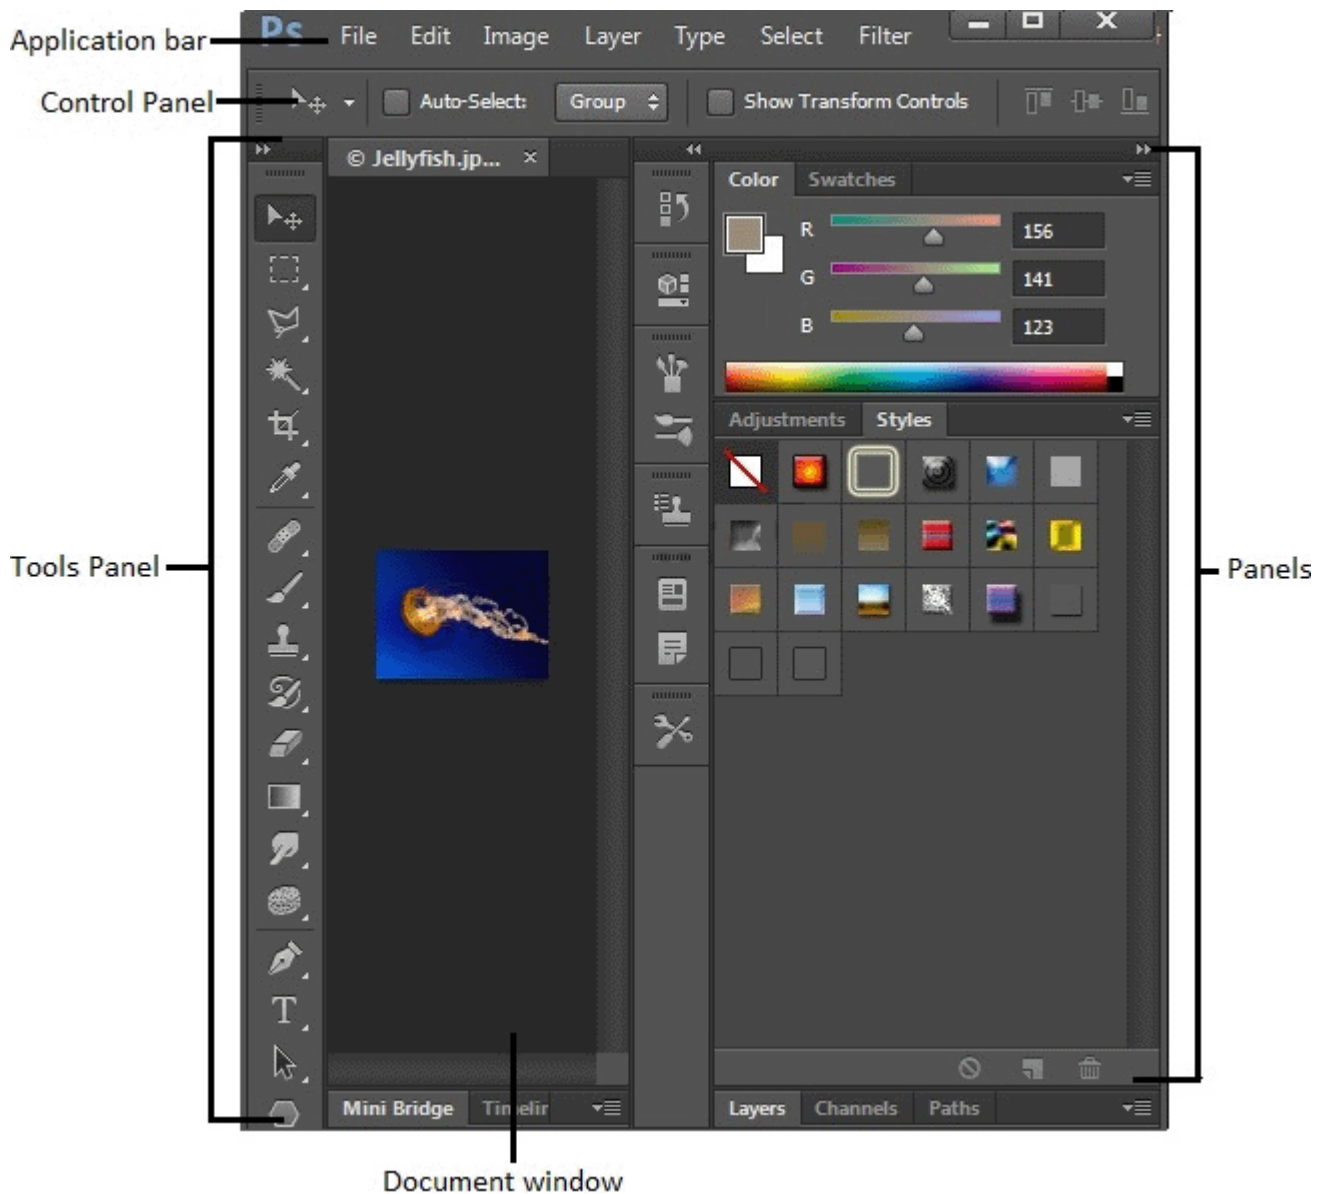 Application bar
Ps File Edit Image Layer Type Select Filter
Control Panel
Auto-Select: Group Show Transform Controls
© Jellyfish.jp... x
Color Swatches
R 156
G 141
B 123
Adjustments Styles
Tools Panel
Panels
T
Mini Bridge Timelir
Layers Channels Paths
Document window